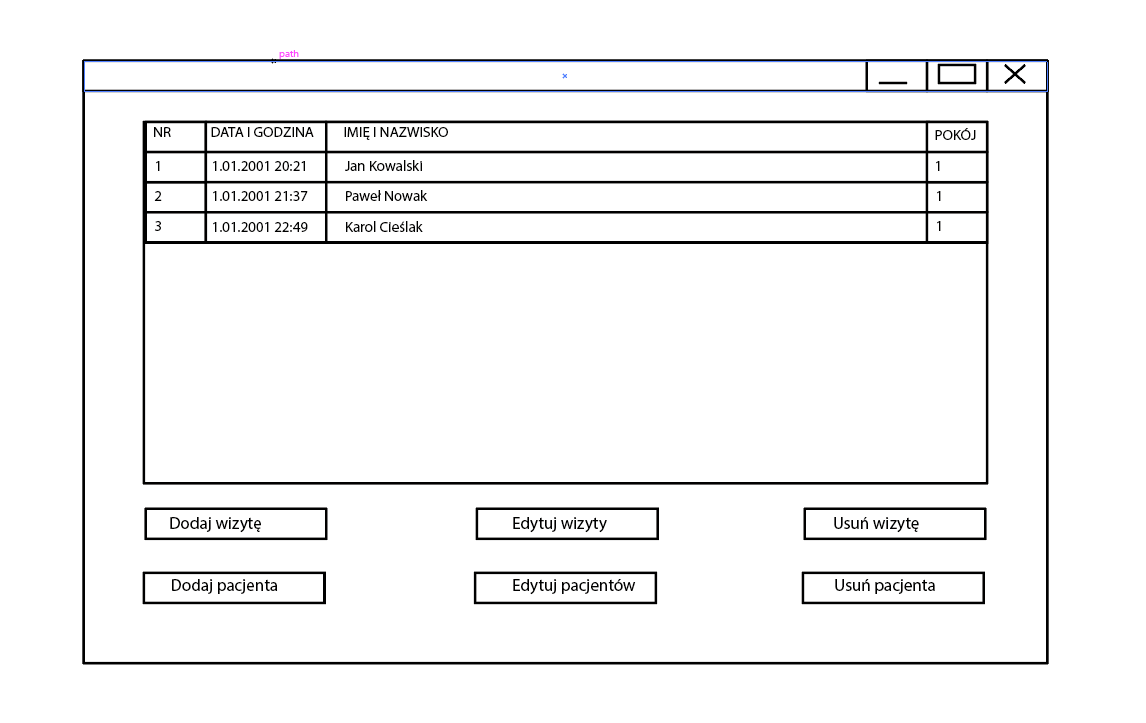 path
NR DATA I GODZINA IMIĘ I NAZWISKO POKÓJ
1 1.01.2001 20:21 Jan Kowalski 1
2 1.01.2001 21:37 Paweł Nowak 1
3 1.01.2001 22:49 Karol Cieślak 1
Dodaj wizytę Edytuj wizyty Usuń wizytę
Dodaj pacjenta Edytuj pacjentów Usuń pacjenta